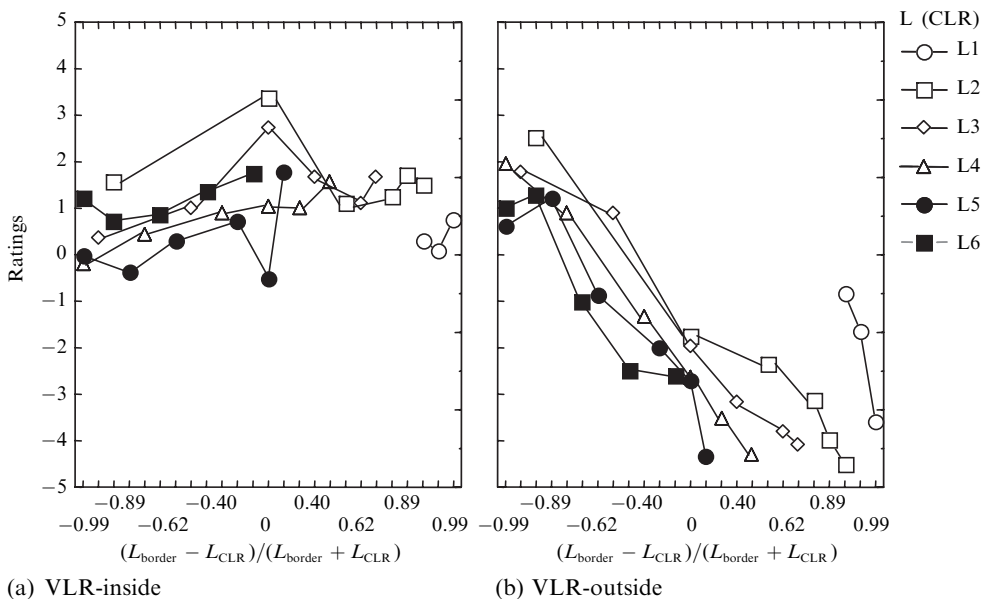 L (CLR)
L1
L2
L3
L4
L5
L6
Ratings
5
4
3
2
1
0
−1
−2
−3
−4
−5
−0.89 −0.40 0.40 0.89
−0.99 −0.62 0 0.62 0.99
(L_border − L_CLR)/(L_border + L_CLR)
(a) VLR-inside
−0.89 −0.40 0.40 0.89
−0.99 −0.62 0 0.62 0.99
(L_border − L_CLR)/(L_border + L_CLR)
(b) VLR-outside